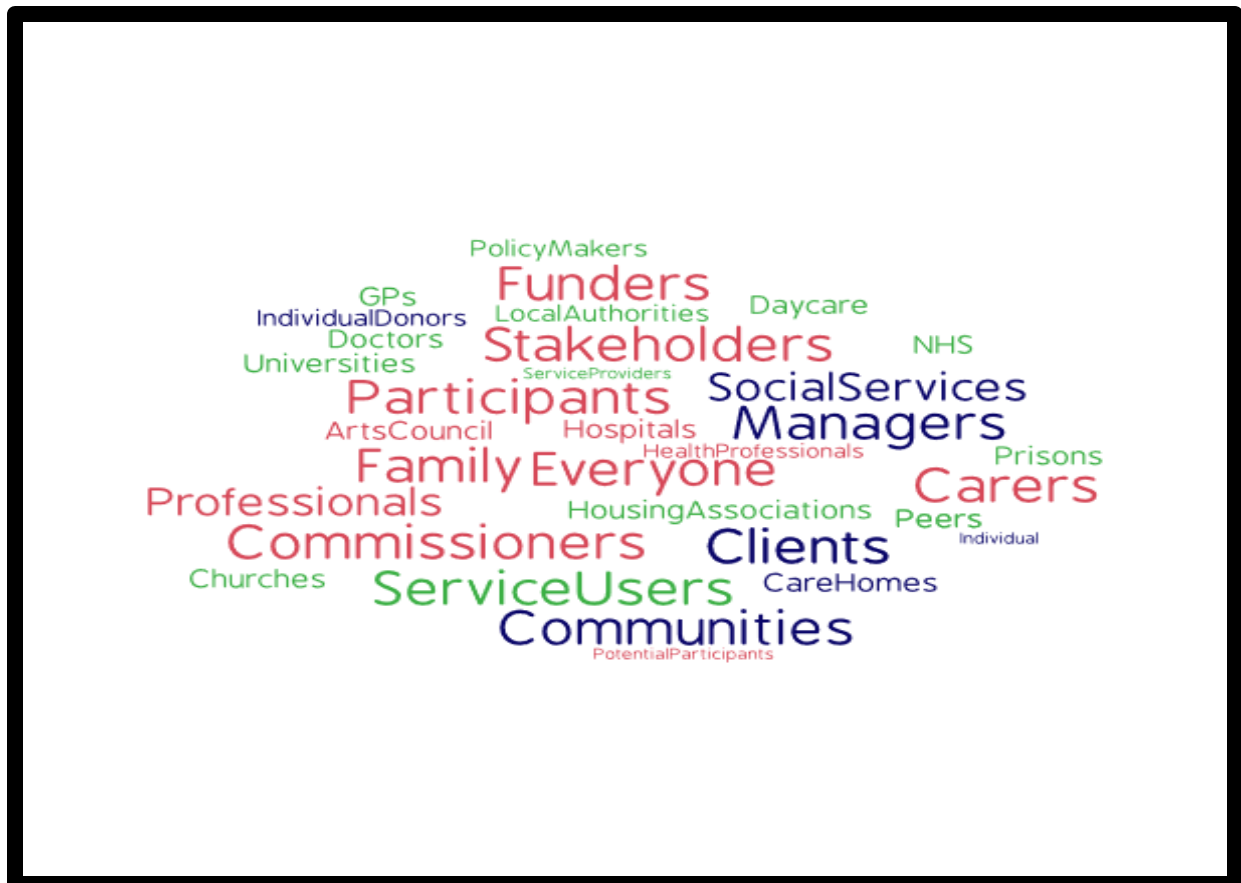 PolicyMakers
Funders
GPs
Daycare
IndividualDonors
LocalAuthorities
Doctors
Stakeholders
NHS
Universities
ServiceProviders
SocialServices
Participants
Managers
ArtsCouncil
Hospitals
HealthProfessionals
Prisons
Family
Everyone
Carers
Professionals
HousingAssociations
Peers
Individual
Commissioners
Clients
Churches
ServiceUsers
CareHomes
Communities
PotentialParticipants